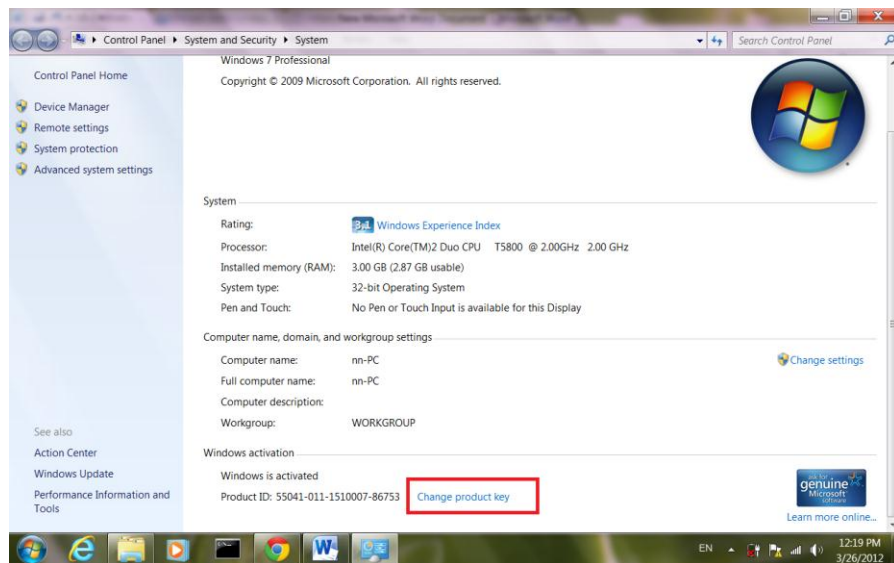 Control Panel ▸ System and Security ▸ System
Search Control Panel
Control Panel Home
Device Manager
Remote settings
System protection
Advanced system settings
See also
Action Center
Windows Update
Performance Information and
Tools
Windows 7 Professional
Copyright © 2009 Microsoft Corporation. All rights reserved.
System
Rating: Windows Experience Index
Processor: Intel(R) Core(TM)2 Duo CPU T5800 @ 2.00GHz 2.00 GHz
Installed memory (RAM): 3.00 GB (2.87 GB usable)
System type: 32-bit Operating System
Pen and Touch: No Pen or Touch Input is available for this Display
Computer name, domain, and workgroup settings
Computer name: nn-PC
Change settings
Full computer name: nn-PC
Computer description:
Workgroup: WORKGROUP
Windows activation
Windows is activated
Product ID: 55041-011-1510007-86753 Change product key
ask for
genuine
Microsoft
software
Learn more online...
EN
12:19 PM
3/26/2012